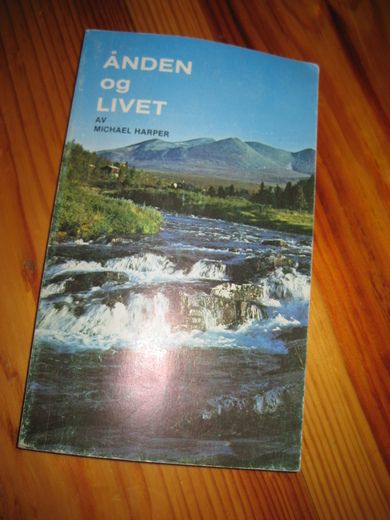 ÅNDEN
og
LIVET
AV
MICHAEL HARPER